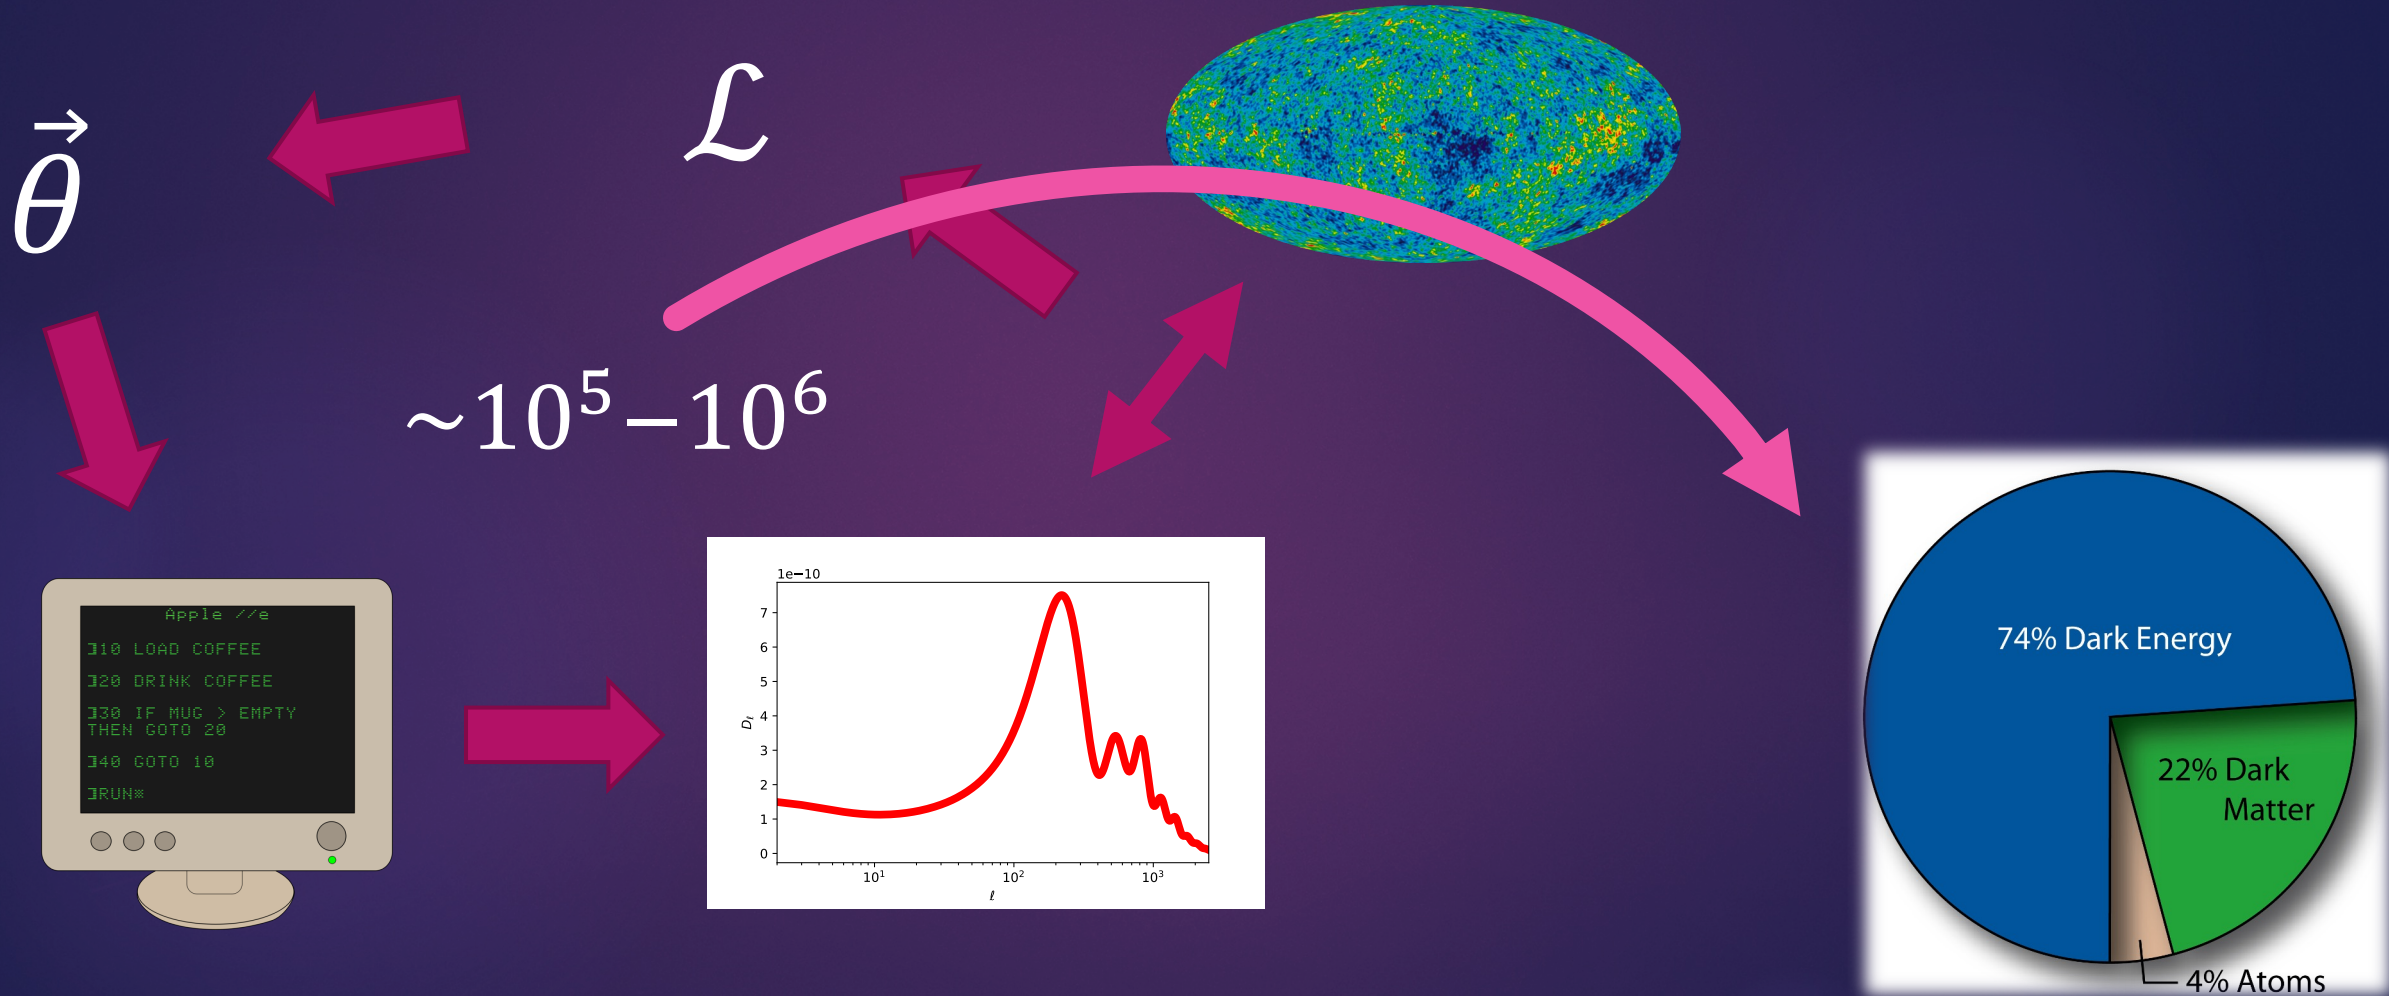 ℒ
θ⃗
~10⁵–10⁶
Apple //e
]10 LOAD COFFEE
]20 DRINK COFFEE
]30 IF MUG > EMPTY
THEN GOTO 20
]40 GOTO 10
]RUN※
1e−10
7
6
5
4
3
2
1
0
Dℓ
10¹ 10² 10³
ℓ
74% Dark Energy
22% Dark
Matter
4% Atoms